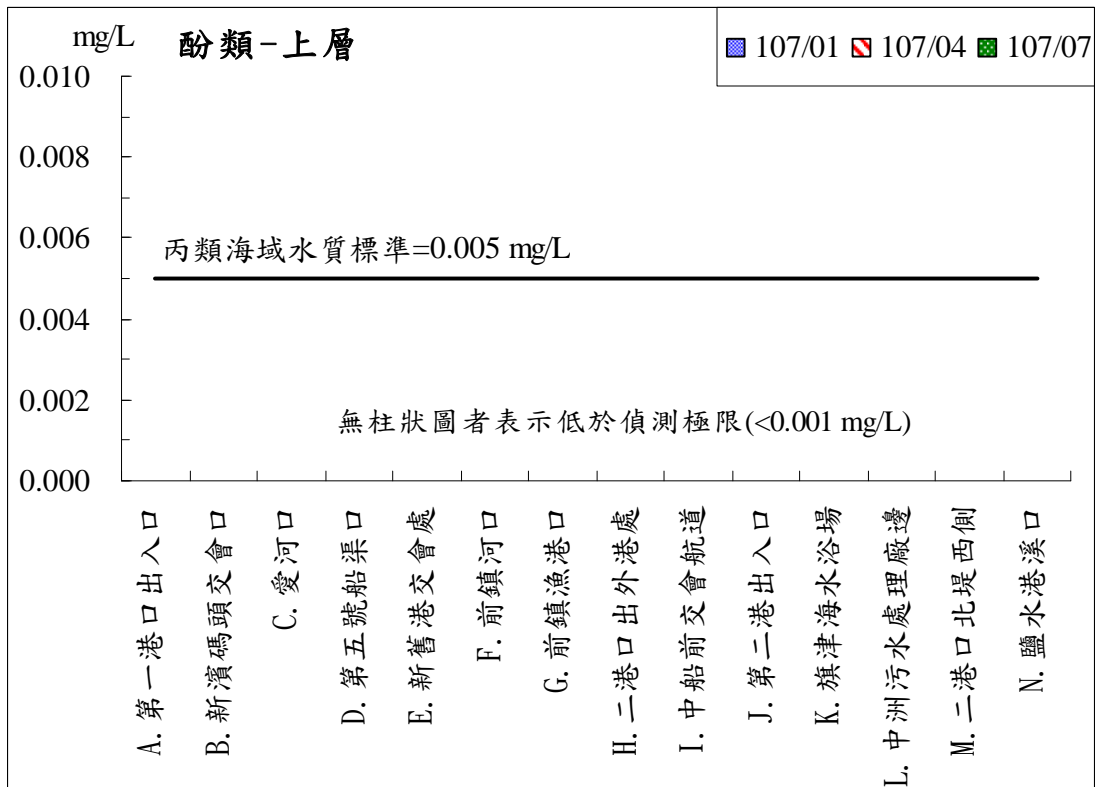 mg/L
酚類-上層
107/01 107/04 107/07
0.010
0.008
0.006
丙類海域水質標準=0.005 mg/L
0.004
0.002
無柱狀圖者表示低於偵測極限(<0.001 mg/L)
0.000
A. 第一港口出入口
B. 新濱碼頭交會口
C. 愛河口
D. 第五號船渠口
E. 新舊港交會處
F. 前鎮河口
G. 前鎮漁港口
H. 二港口出外港處
I. 中船前交會航道
J. 第二港出入口
K. 旗津海水浴場
L. 中洲污水處理廠邊
M. 二港口北堤西側
N. 鹽水港溪口